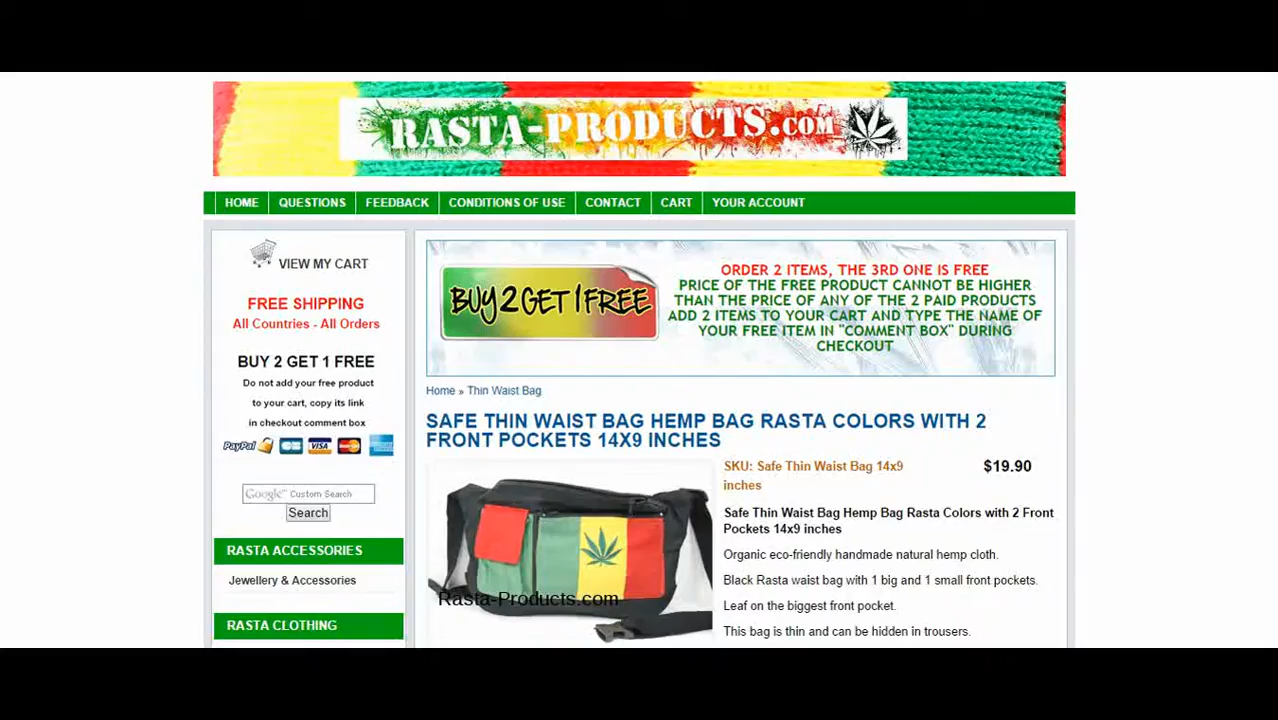 RASTA-PRODUCTS.COM
HOME QUESTIONS FEEDBACK CONDITIONS OF USE CONTACT CART YOUR ACCOUNT
VIEW MY CART
FREE SHIPPING
All Countries - All Orders
BUY 2 GET 1 FREE
Do not add your free product
to your cart, copy its link
in checkout comment box
PayPal VISA
Google™ Custom Search
Search
RASTA ACCESSORIES
Jewellery & Accessories
RASTA CLOTHING
BUY 2 GET 1 FREE
ORDER 2 ITEMS, THE 3RD ONE IS FREE
PRICE OF THE FREE PRODUCT CANNOT BE HIGHER
THAN THE PRICE OF ANY OF THE 2 PAID PRODUCTS
ADD 2 ITEMS TO YOUR CART AND TYPE THE NAME OF
YOUR FREE ITEM IN "COMMENT BOX" DURING
CHECKOUT
Home » Thin Waist Bag
SAFE THIN WAIST BAG HEMP BAG RASTA COLORS WITH 2
FRONT POCKETS 14X9 INCHES
Rasta-Products.com
SKU: Safe Thin Waist Bag 14x9
inches
$19.90
Safe Thin Waist Bag Hemp Bag Rasta Colors with 2 Front
Pockets 14x9 inches
Organic eco-friendly handmade natural hemp cloth.
Black Rasta waist bag with 1 big and 1 small front pockets.
Leaf on the biggest front pocket.
This bag is thin and can be hidden in trousers.